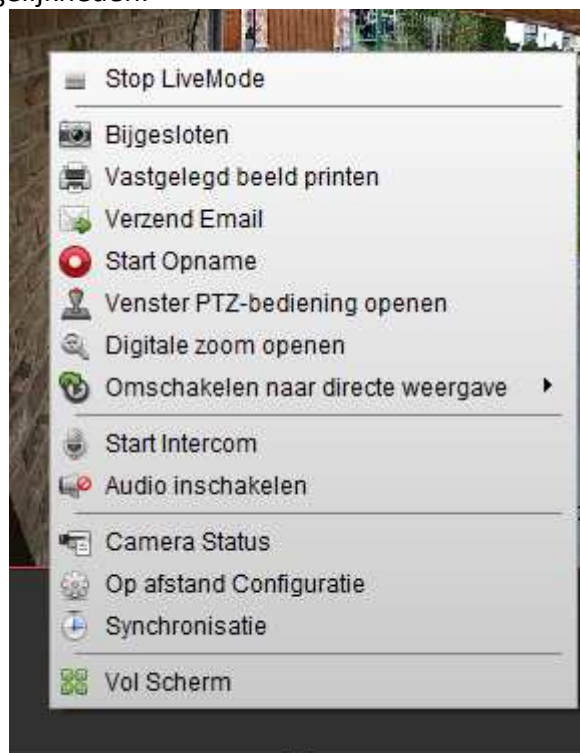 Stop LiveMode
Bijgesloten
Vastgelegd beeld printen
Verzend Email
Start Opname
Venster PTZ-bediening openen
Digitale zoom openen
Omschakelen naar directe weergave
Start Intercom
Audio inschakelen
Camera Status
Op afstand Configuratie
Synchronisatie
Vol Scherm